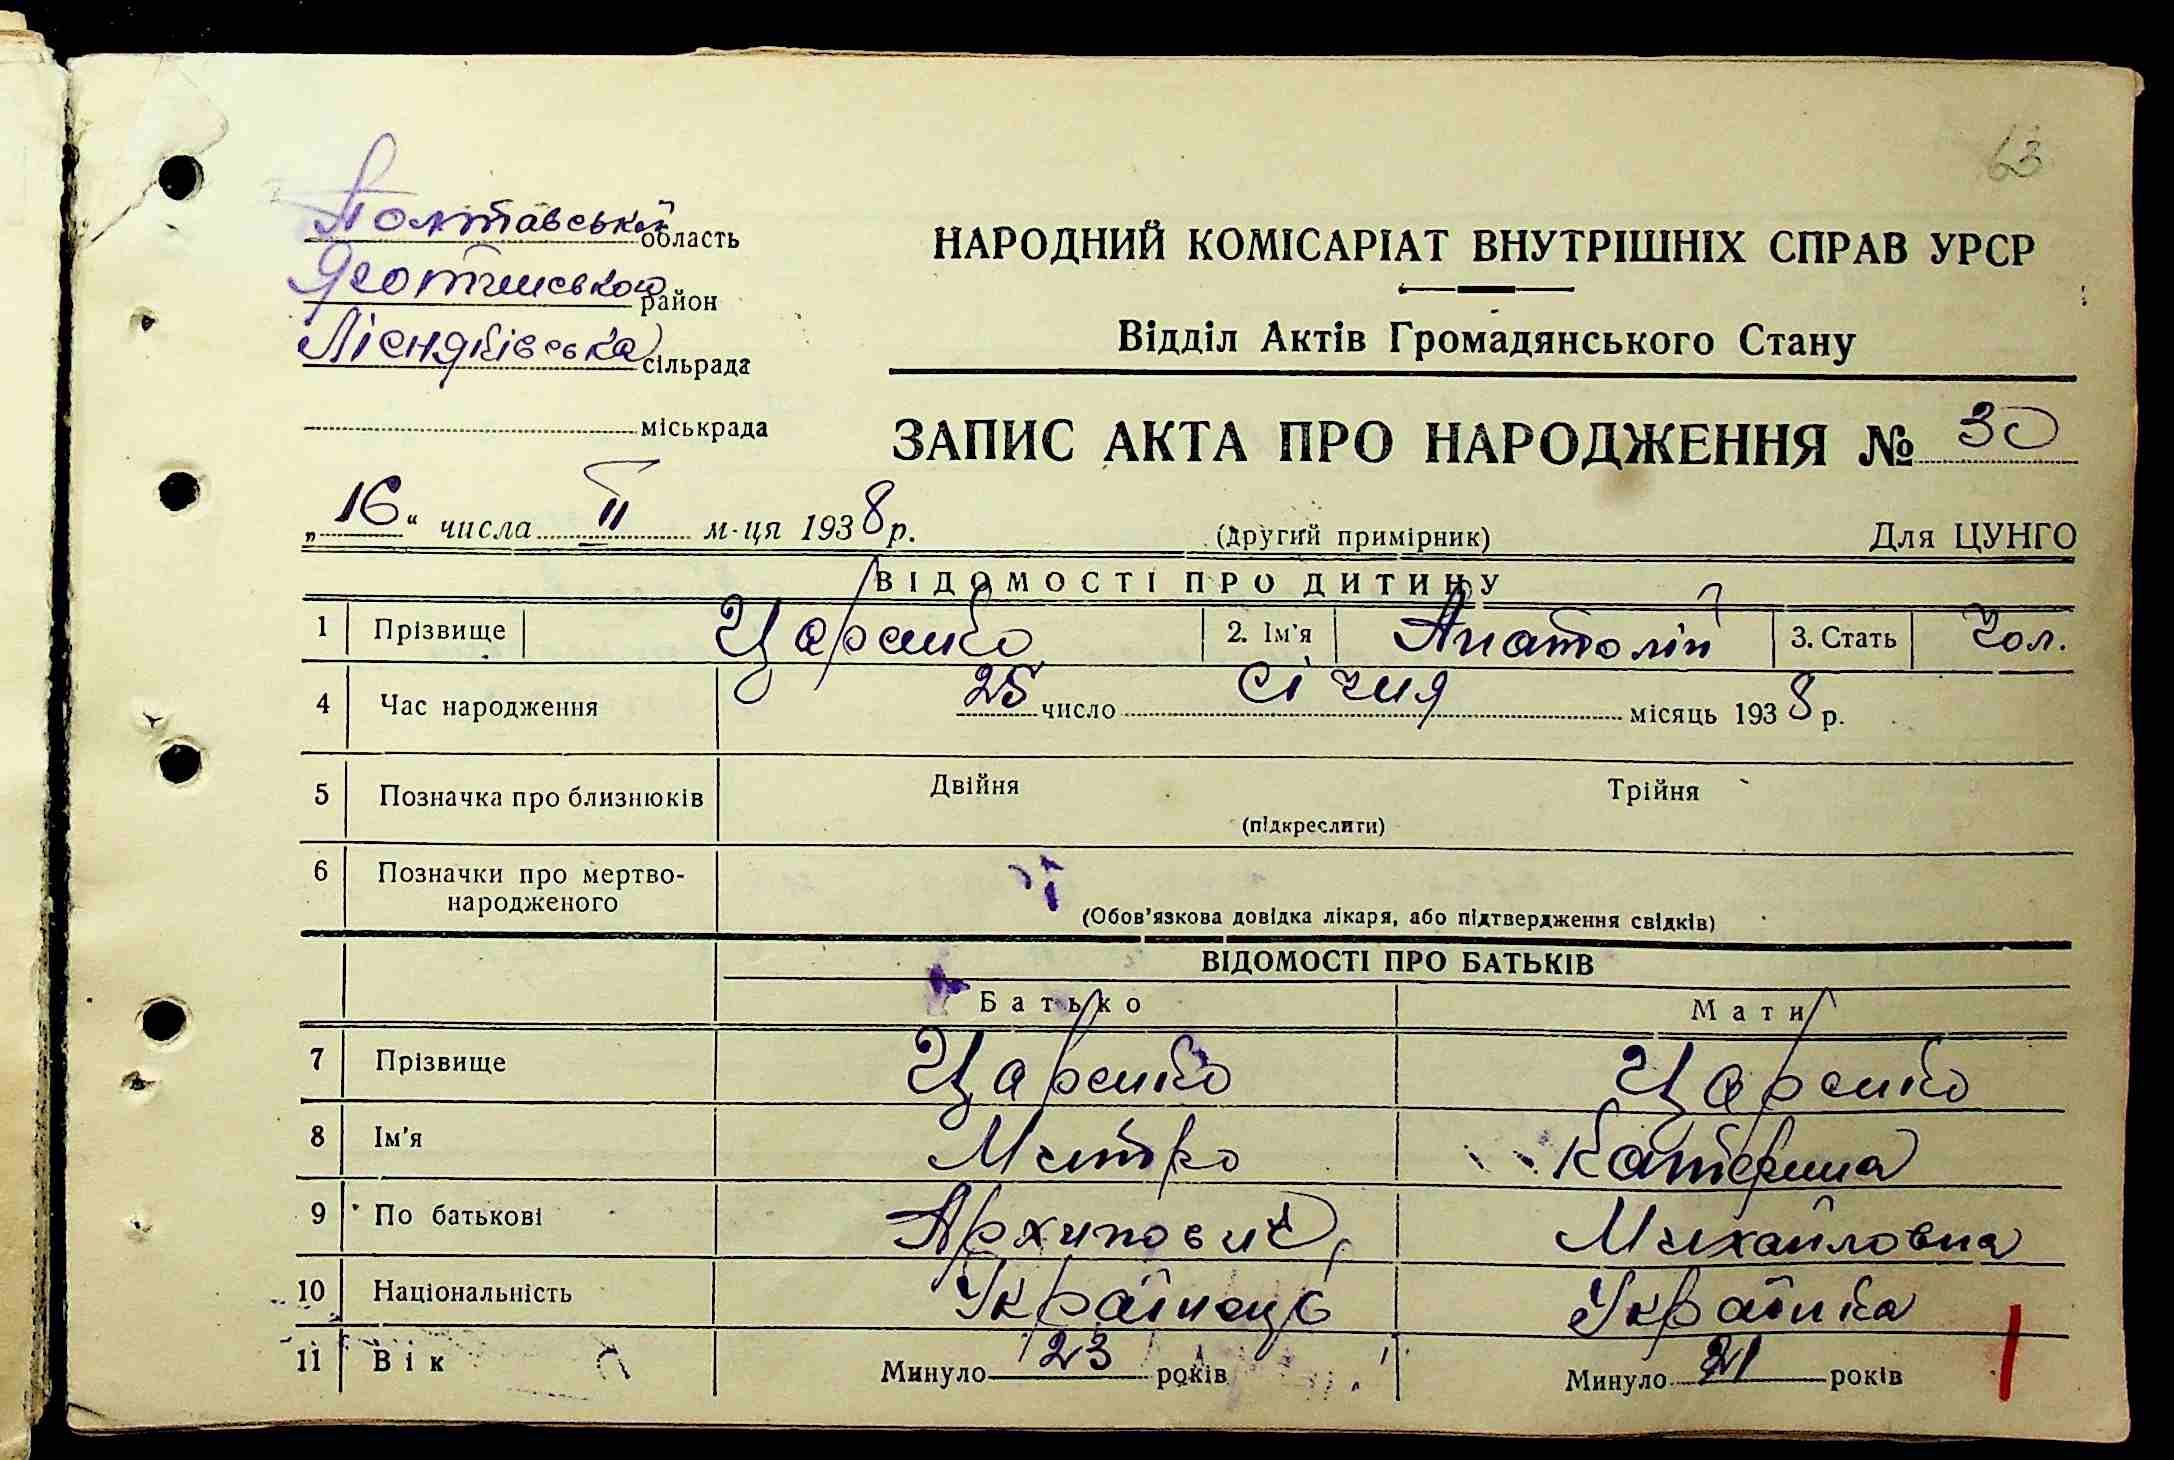 63
Полтавській область
Яготинського район
Лісняківська сільрада
міськрада
НАРОДНИЙ КОМІСАРІАТ ВНУТРІШНІХ СПРАВ УРСР
Відділ Актів Громадянського Стану
ЗАПИС АКТА ПРО НАРОДЖЕННЯ № 30
„16“ числа II м-ця 1938 р. (Другий примірник) Для ЦУНГО
ВІДОМОСТІ ПРО ДИТИНУ
1 Прізвище Царенко 2. Ім'я Анатолій 3. Стать Чол.
4 Час народження 25 число січня місяць 1938 р.
5 Позначка про близнюків Двійня Трійня
(підкреслити)
6 Позначки про мертво-
народженого
(Обов'язкова довідка лікаря, або підтвердження свідків)
ВІДОМОСТІ ПРО БАТЬКІВ
Батько Мати
7 Прізвище Царенко Царенко
8 Ім'я Митро Катерина
9 По батькові Архипович Михайловна
10 Національність Українець Українка
11 Вік Минуло 23 років Минуло 21 років